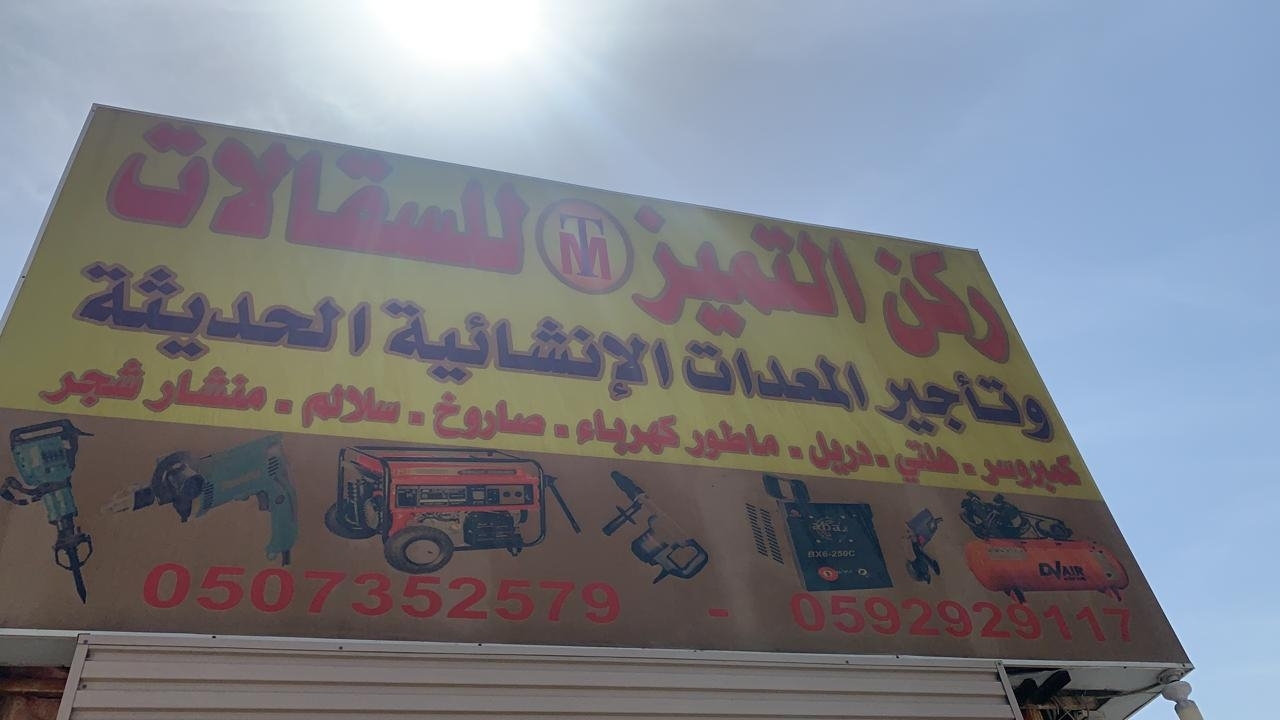 ركن التميز TM للسقالات
وتأجير المعدات الإنشائية الحديثة
كمبروسر - هلتي - دريل - ماطور كهرباء - صاروخ - سلالم - منشار شجر
BX6-250C
DVAIR
0507352579 - 0592929117